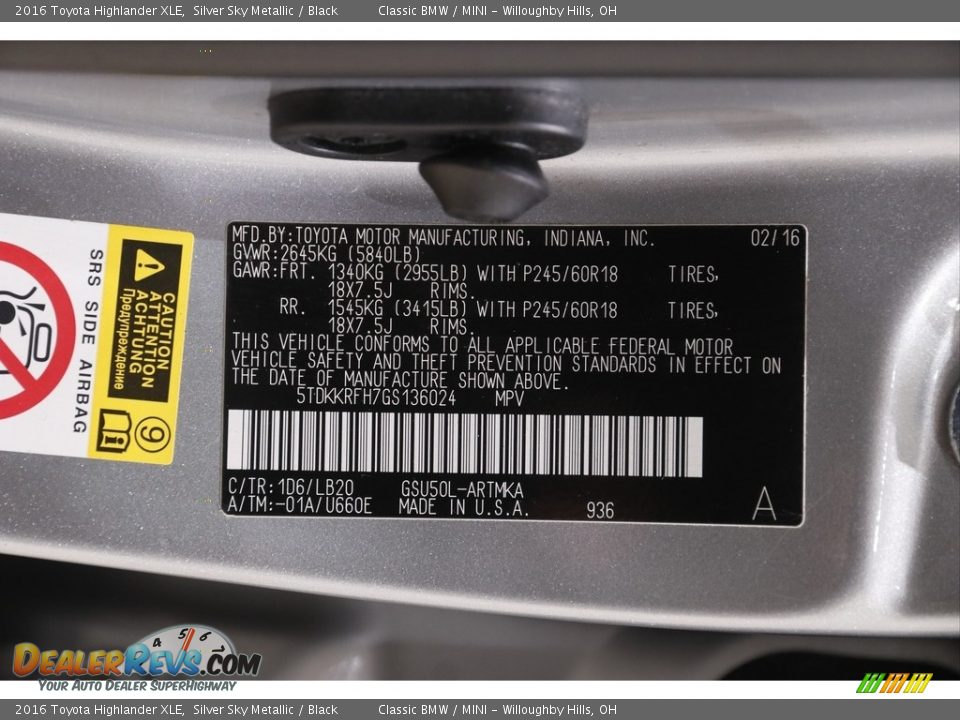 2016 Toyota Highlander XLE,  Silver Sky Metallic / Black        Classic BMW / MINI - Willoughby Hills, OH
MFD.BY:TOYOTA MOTOR MANUFACTURING, INDIANA, INC.  02/16
GVWR:2645KG (5840LB)
GAWR:FRT. 1340KG (2955LB) WITH P245/60R18 TIRES,
18X7.5J RIMS.
RR. 1545KG (3415LB) WITH P245/60R18 TIRES,
18X7.5J RIMS.
THIS VEHICLE CONFORMS TO ALL APPLICABLE FEDERAL MOTOR
VEHICLE SAFETY AND THEFT PREVENTION STANDARDS IN EFFECT ON
THE DATE OF MANUFACTURE SHOWN ABOVE.
5TDKKRFH7GS136024 MPV
C/TR:1D6/LB20 GSU50L-ARTMKA
A/TM:-01A/U660E MADE IN U.S.A. 936 A
CAUTION
ATTENTION
ACHTUNG
Предупреждение
SRS SIDE AIRBAG
9
i
4 5 6
DEALERREVS.COM
YOUR AUTO DEALER SUPERHIGHWAY
2016 Toyota Highlander XLE,  Silver Sky Metallic / Black        Classic BMW / MINI - Willoughby Hills, OH